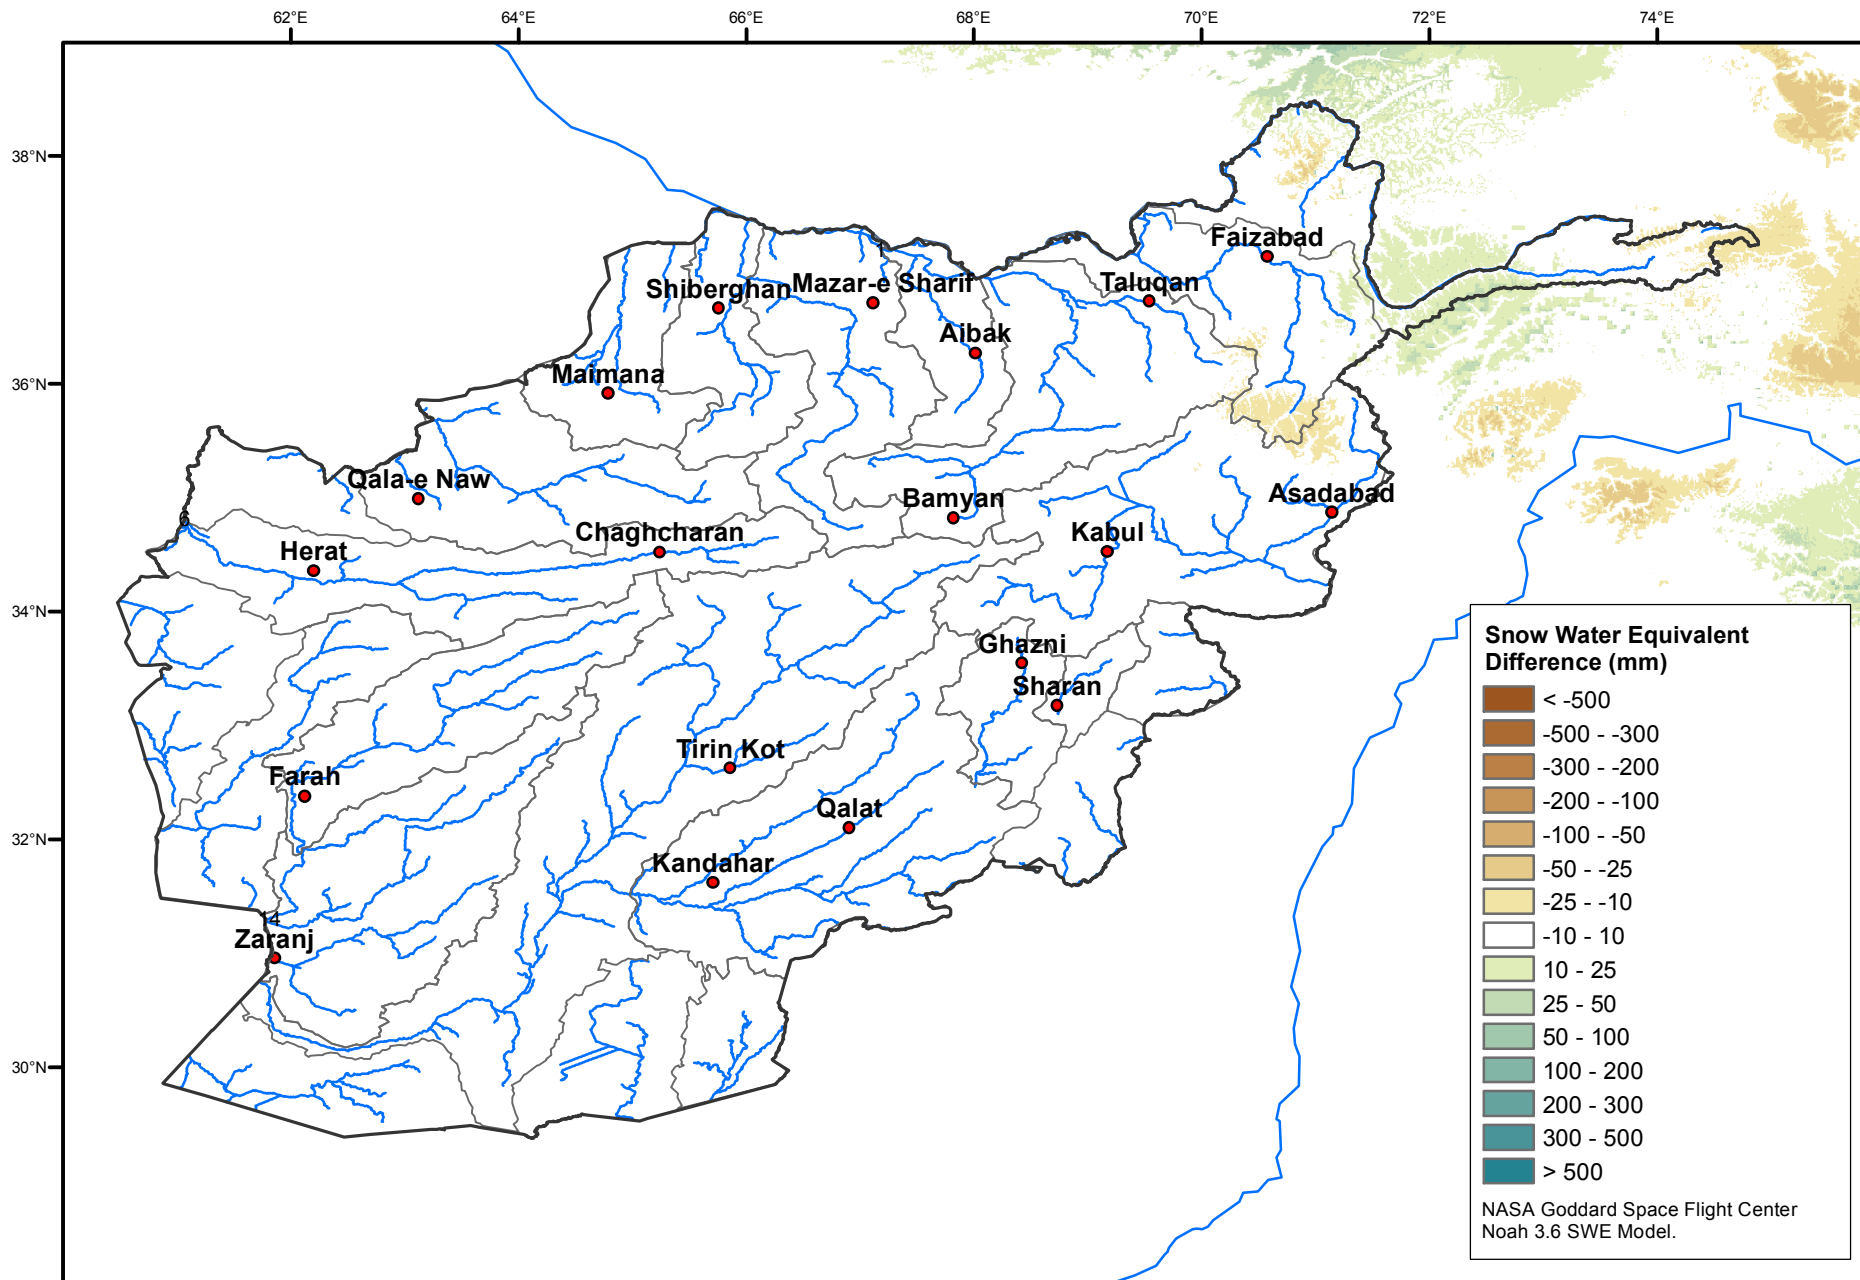 62°E
64°E
66°E
68°E
70°E
72°E
74°E
38°N
36°N
34°N
32°N
30°N
Faizabad
Shiberghan
Mazar-e Sharif
Taluqan
Aibak
Maimana
Qala-e Naw
Bamyan
Asadabad
6
Chaghcharan
Kabul
Herat
Ghazni
Sharan
Tirin Kot
Farah
Qalat
Kandahar
14
Zaranj
Snow Water Equivalent
Difference (mm)
< -500
-500 - -300
-300 - -200
-200 - -100
-100 - -50
-50 - -25
-25 - -10
-10 - 10
10 - 25
25 - 50
50 - 100
100 - 200
200 - 300
300 - 500
> 500
NASA Goddard Space Flight Center
Noah 3.6 SWE Model.